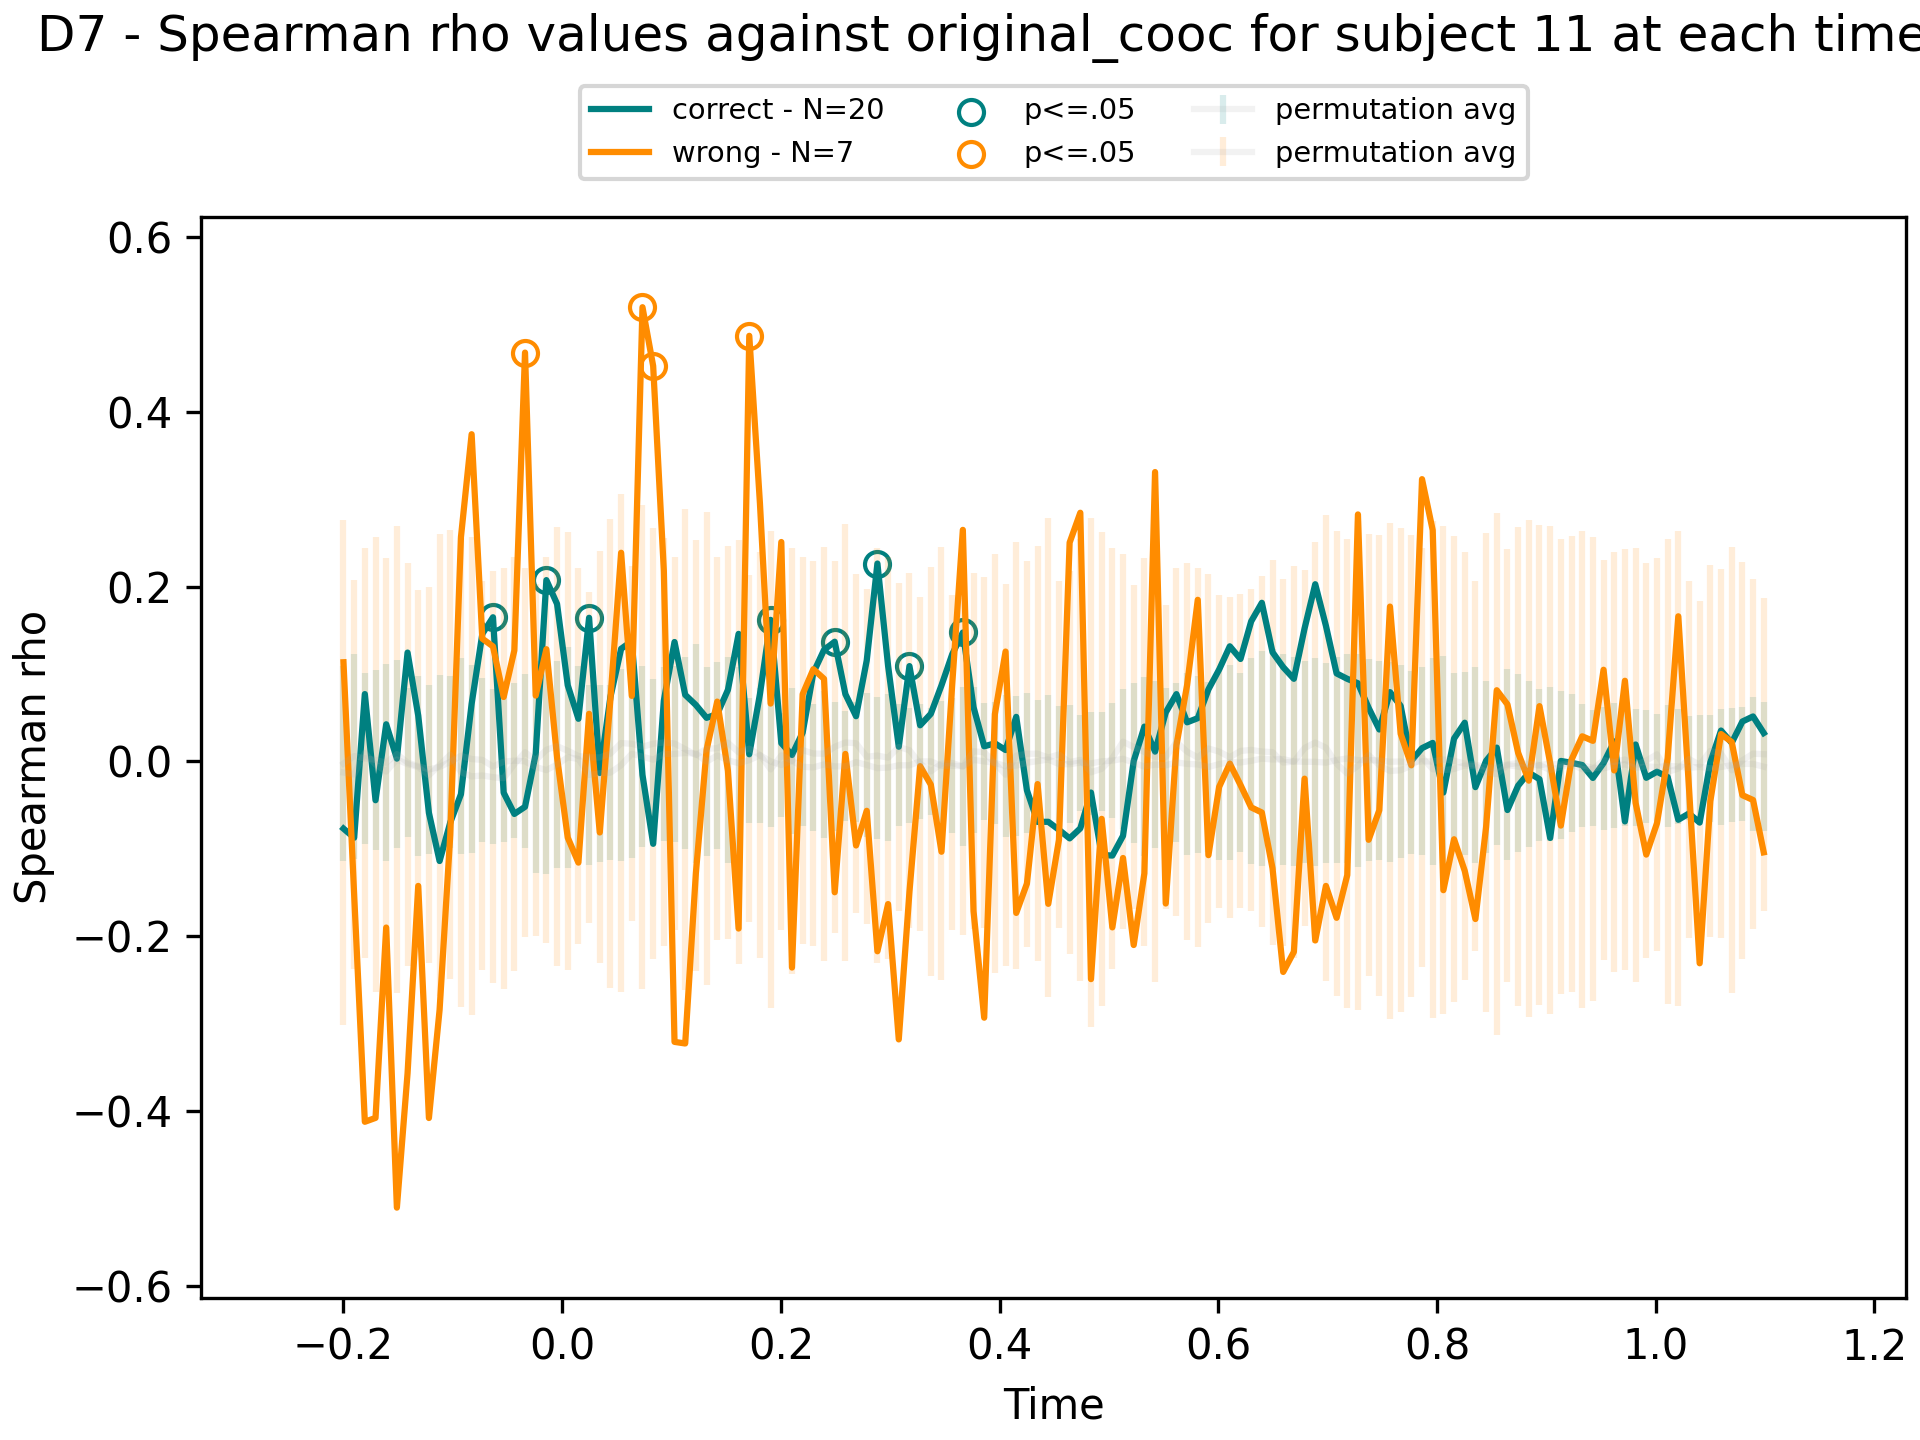 D7 - Spearman rho values against original_cooc for subject 11 at each time
correct - N=20 p<=.05 permutation avg
wrong - N=7 p<=.05 permutation avg
0.6
0.4
0.2
0.0
−0.2
−0.4
−0.6
Spearman rho
−0.2 0.0 0.2 0.4 0.6 0.8 1.0 1.2
Time